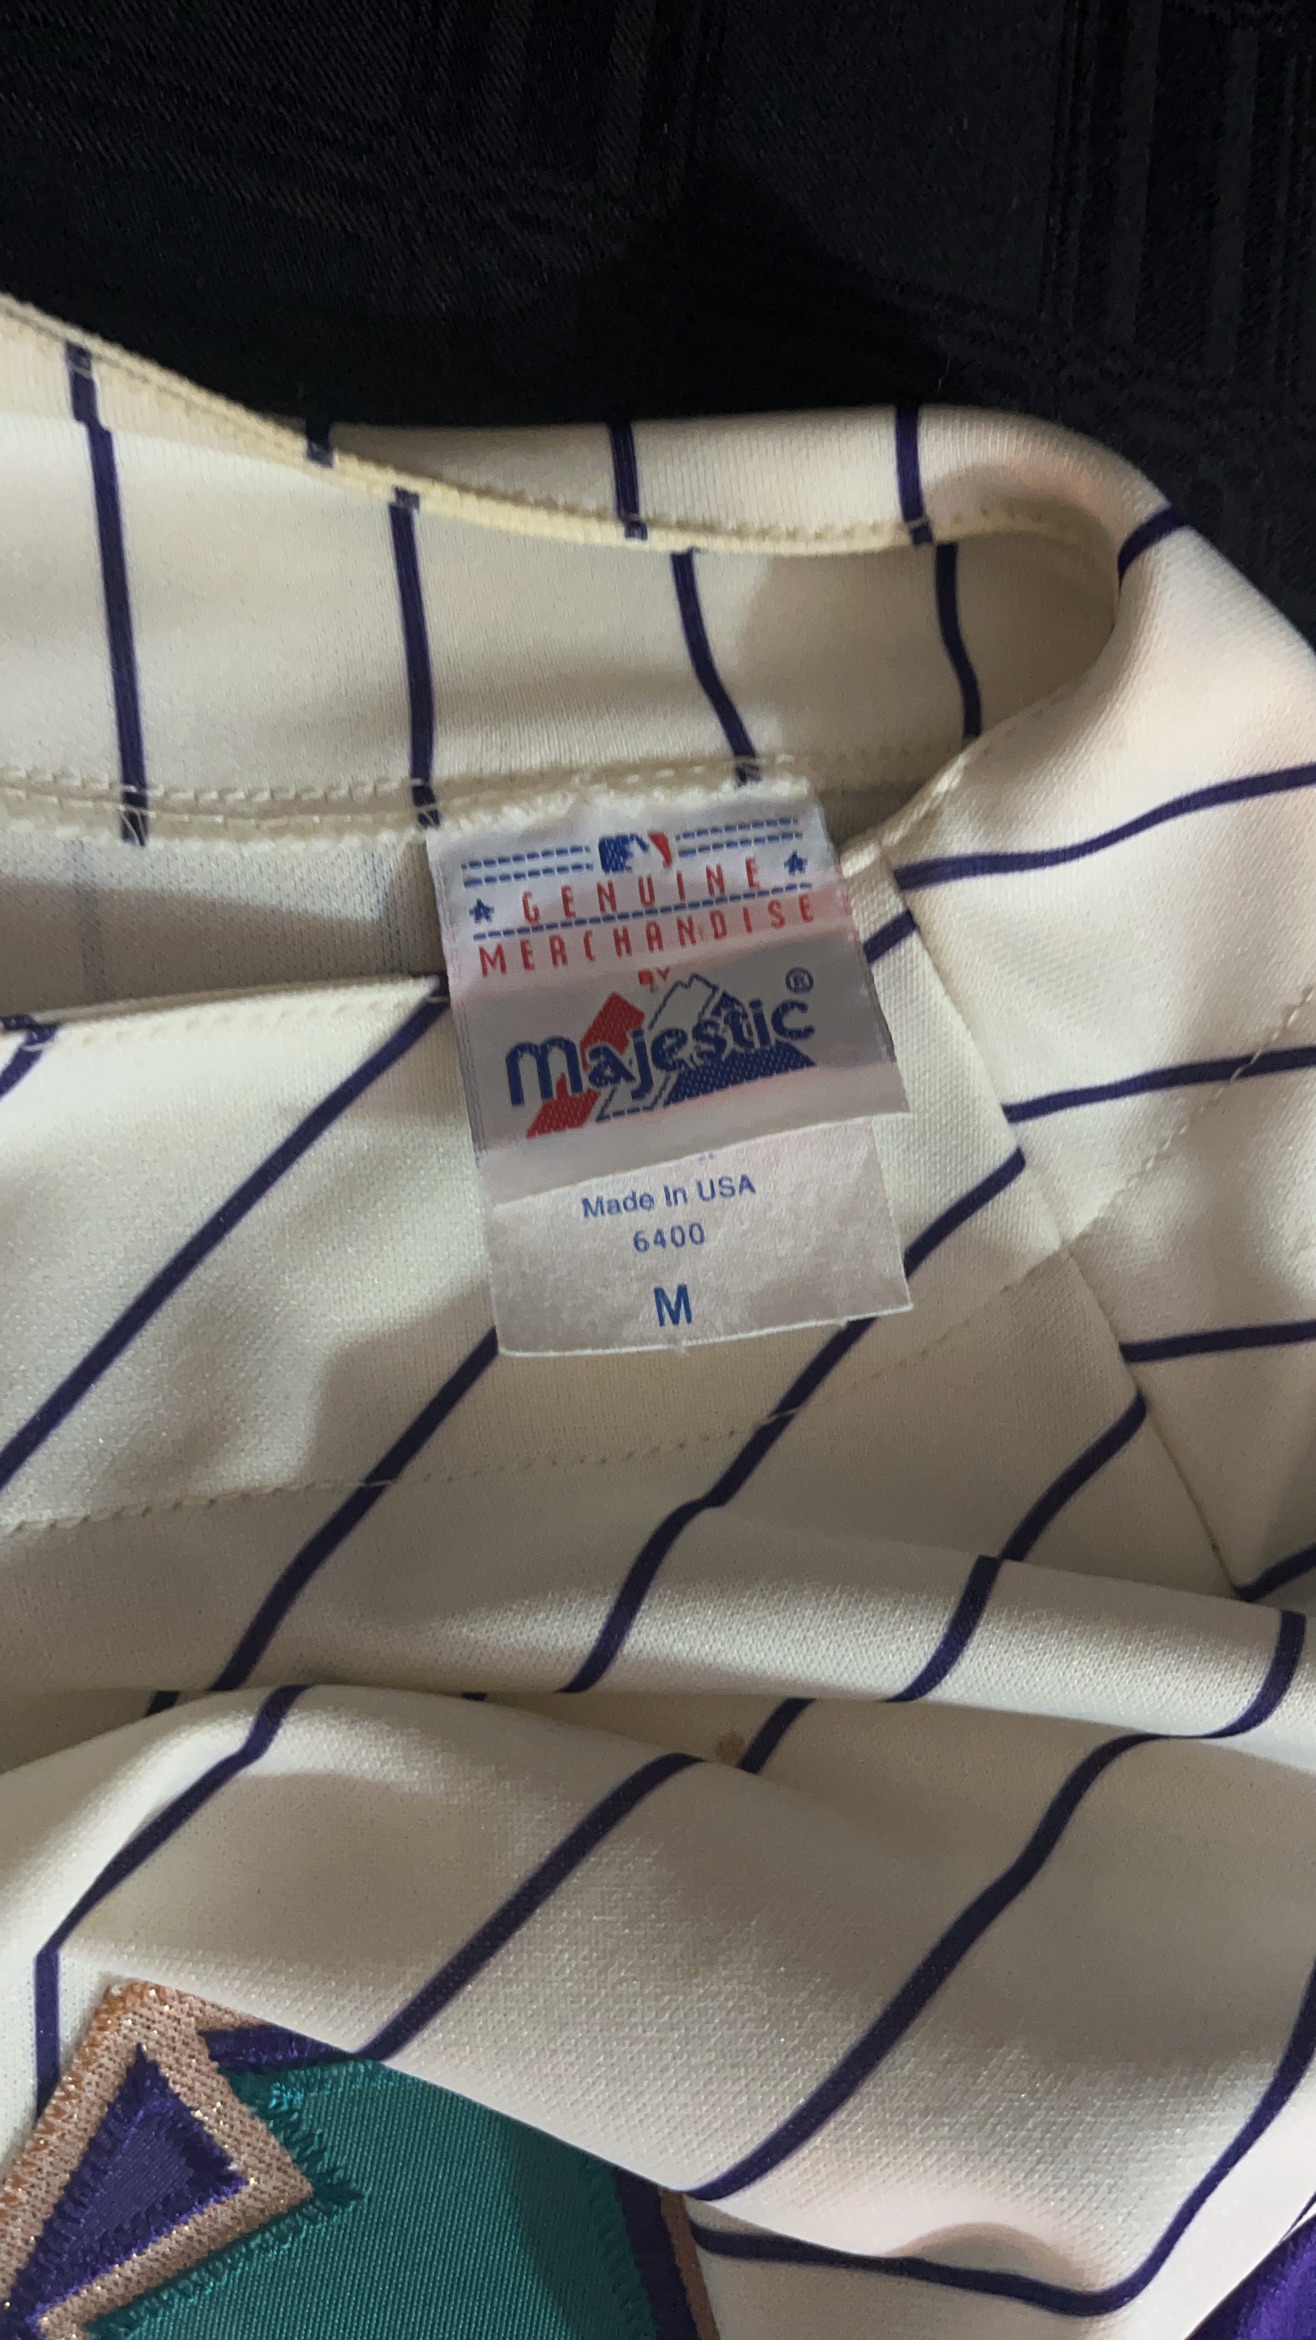 GENUINE
MERCHANDISE
BY
majestic®
Made In USA
6400
M